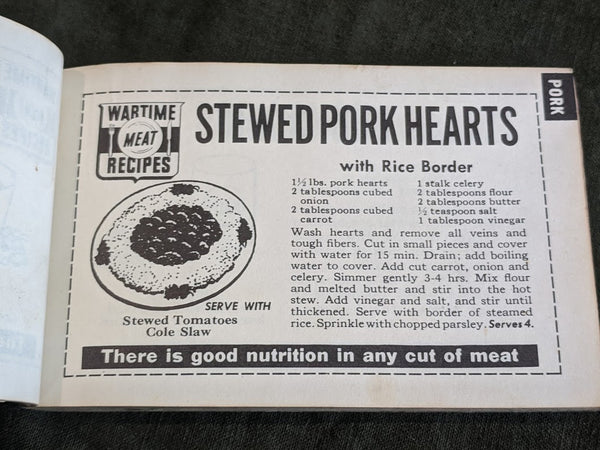 PORK
WARTIME
MEAT
RECIPES
STEWED PORK HEARTS
with Rice Border
1½ lbs. pork hearts
2 tablespoons cubed
onion
2 tablespoons cubed
carrot
1 stalk celery
2 tablespoons flour
2 tablespoons butter
½ teaspoon salt
1 tablespoon vinegar
Wash hearts and remove all veins and
tough fibers. Cut in small pieces and cover
with water for 15 min. Drain; add boiling
water to cover. Add cut carrot, onion and
celery. Simmer gently 3-4 hrs. Mix flour
and melted butter and stir into the hot
stew. Add vinegar and salt, and stir until
thickened. Serve with border of steamed
rice. Sprinkle with chopped parsley. Serves 4.
SERVE WITH
Stewed Tomatoes
Cole Slaw
There is good nutrition in any cut of meat